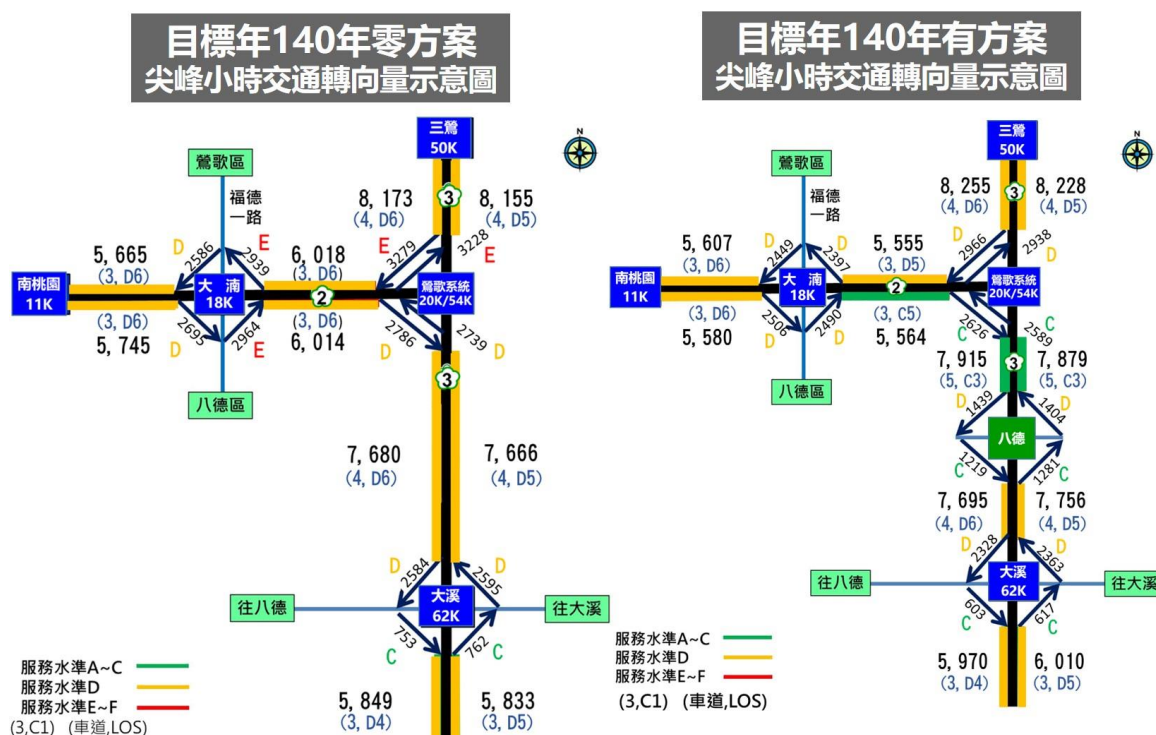 目標年140年零方案
尖峰小時交通轉向量示意圖
三鶯
50K
N
鶯歌區
福德
一路
8, 173
(4, D6)
3
8, 155
(4, D5)
5, 665
(3, D6)
D
2586
2939
E
6, 018
(3, D6)
E
3279
3228
E
南桃園
11K
大 湳
18K
2
鶯歌系統
20K/54K
(3, D6)
5, 745
2695
D
2964
E
(3, D6)
6, 014
2786
D
2739
D
3
八德區
7, 680
(4, D6)
7, 666
(4, D5)
D
2584
2595
D
往八德
大溪
62K
往大溪
753
C
762
服務水準A~C
服務水準D
服務水準E~F
(3,C1) (車道,LOS)
5, 849
(3, D4)
5, 833
(3, D5)
目標年140年有方案
尖峰小時交通轉向量示意圖
三鶯
50K
N
鶯歌區
福德
一路
8, 255
(4, D6)
3
8, 228
(4, D5)
5, 607
(3, D6)
D
2449
D
2397
5, 555
(3, D5)
D
2966
2938
D
南桃園
11K
大 湳
18K
2
鶯歌系統
20K/54K
(3, D6)
5, 580
2506
D
2490
D
(3, C5)
5, 564
2626
C
2589
C
八德區
7, 915
(5, C3)
3
7, 879
(5, C3)
D
1439
1404
D
八德
1219
C
1281
C
7, 695
(4, D6)
7, 756
(4, D5)
D
2328
2363
D
往八德
大溪
62K
往大溪
603
C
617
C
服務水準A~C
服務水準D
服務水準E~F
(3,C1) (車道,LOS)
5, 970
(3, D4)
6, 010
(3, D5)